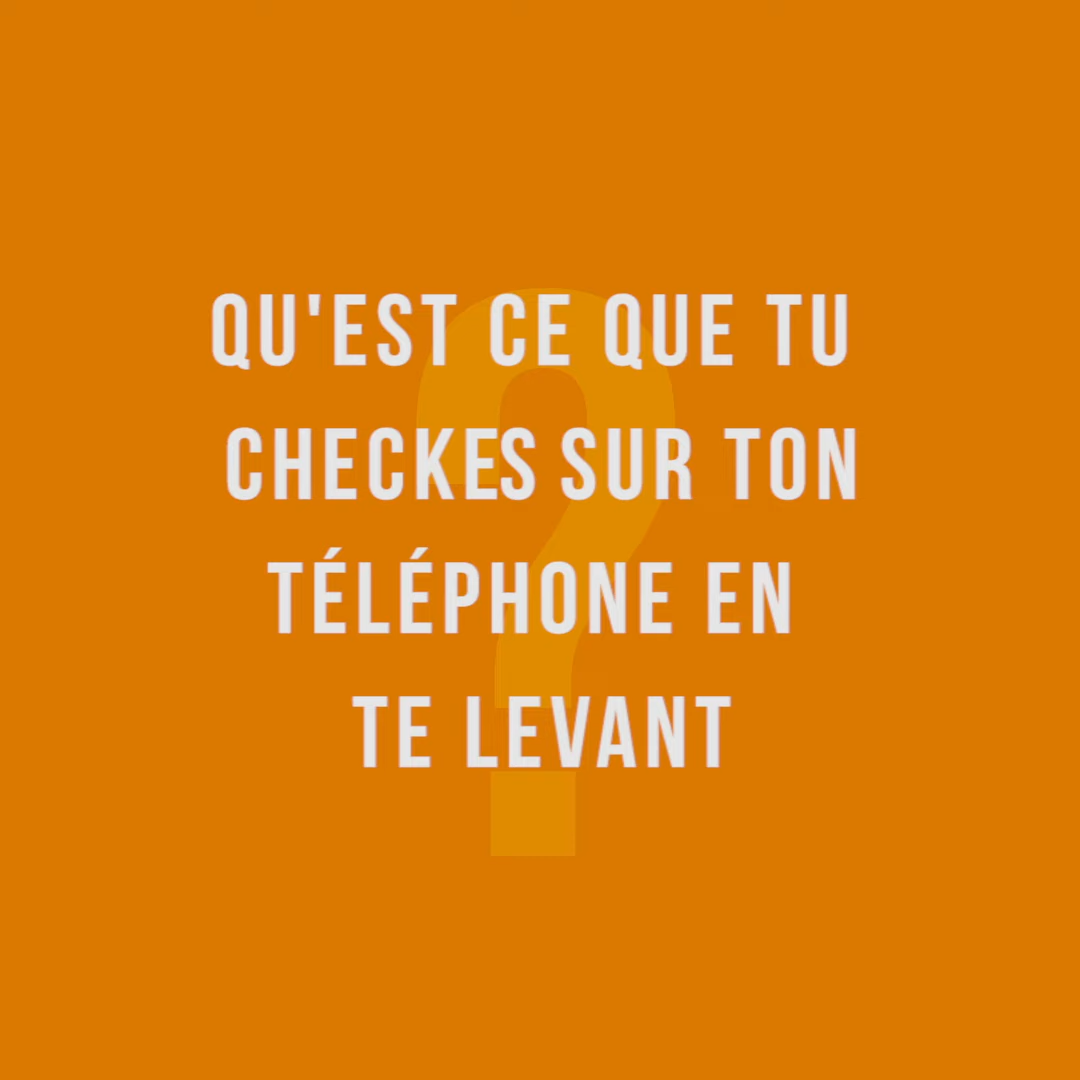 QU'EST CE QUE TU
CHECKES SUR TON
TÉLÉPHONE EN
TE LEVANT
?